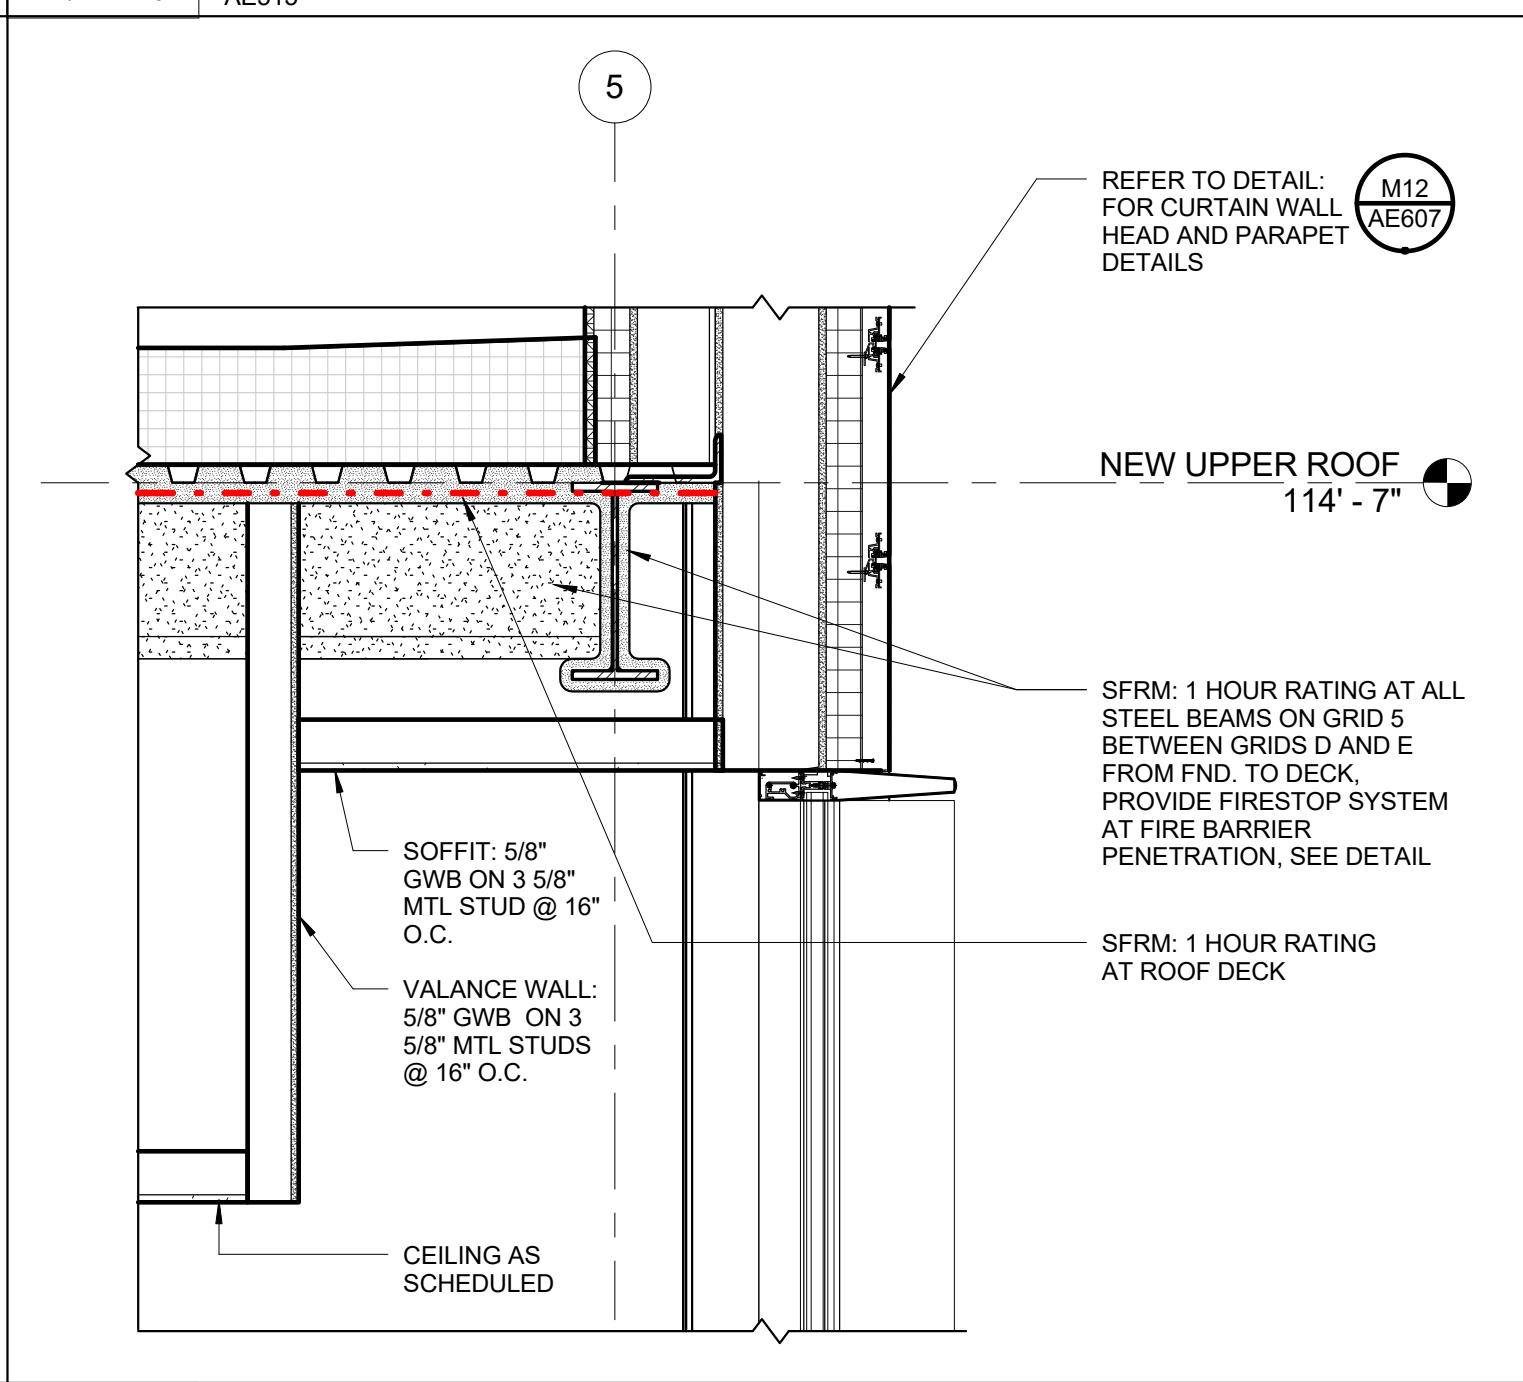 5
REFER TO DETAIL:
FOR CURTAIN WALL
HEAD AND PARAPET
DETAILS
M12
AE607
NEW UPPER ROOF
114' - 7"
SFRM: 1 HOUR RATING AT ALL
STEEL BEAMS ON GRID 5
BETWEEN GRIDS D AND E
FROM FND. TO DECK,
PROVIDE FIRESTOP SYSTEM
AT FIRE BARRIER
PENETRATION, SEE DETAIL
SOFFIT: 5/8"
GWB ON 3 5/8"
MTL STUD @ 16"
O.C.
SFRM: 1 HOUR RATING
AT ROOF DECK
VALANCE WALL:
5/8" GWB ON 3
5/8" MTL STUDS
@ 16" O.C.
CEILING AS
SCHEDULED